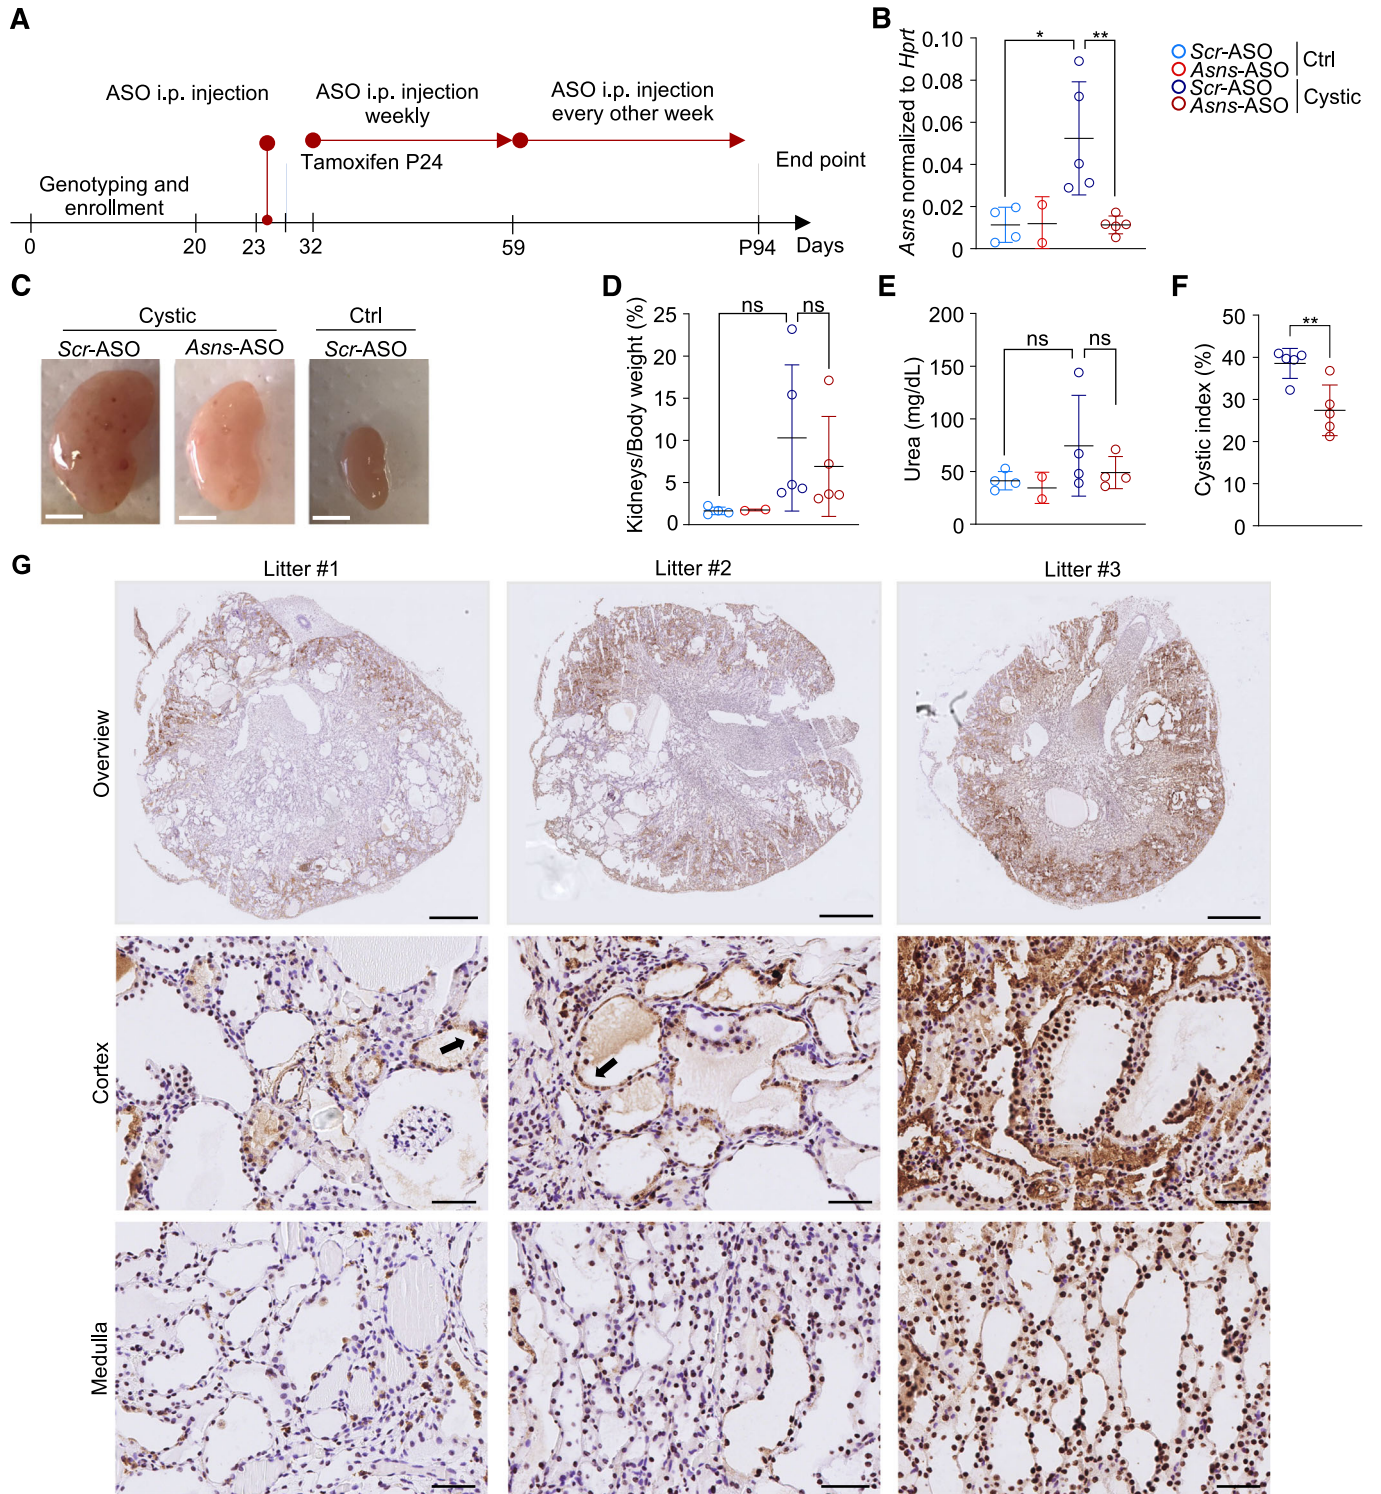 A
ASO i.p. injection
ASO i.p. injection
weekly
ASO i.p. injection
every other week
Tamoxifen P24
End point
Genotyping and
enrollment
0
20
23
32
59
P94
Days
B
Asns normalized to Hprt
0.10
0.08
0.06
0.04
0.02
0
*
**
Scr-ASO
Asns-ASO
Ctrl
Scr-ASO
Asns-ASO
Cystic
C
Cystic
Ctrl
Scr-ASO
Asns-ASO
Scr-ASO
D
Kidneys/Body weight (%)
25
20
15
10
5
0
ns
ns
E
Urea (mg/dL)
200
150
100
50
0
ns
ns
F
Cystic index (%)
50
40
30
20
10
0
**
G
Litter #1
Litter #2
Litter #3
Overview
Cortex
Medulla